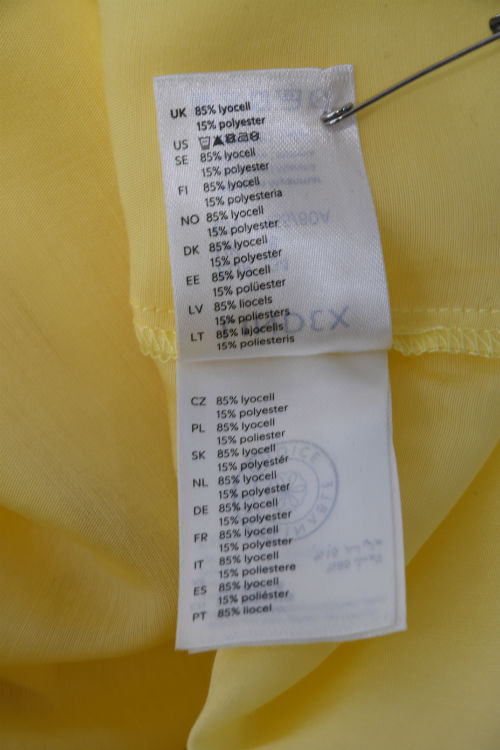 UK 85% lyocell
15% polyester
US
SE 85% lyocell
15% polyester
FI 85% lyocell
15% polyesteria
NO 85% lyocell
15% polyester
DK 85% lyocell
15% polyester
EE 85% lyocell
15% polüester
LV 85% liocels
15% poliesters
LT 85% lajocelis
15% poliesteris
CZ 85% lyocell
15% polyester
PL 85% lyocell
15% poliester
SK 85% lyocell
15% polyestér
NL 85% lyocell
15% polyester
DE 85% lyocell
15% polyester
FR 85% lyocell
15% polyester
IT 85% lyocell
15% poliestere
ES 85% lyocell
15% poliéster
PT 85% liocel